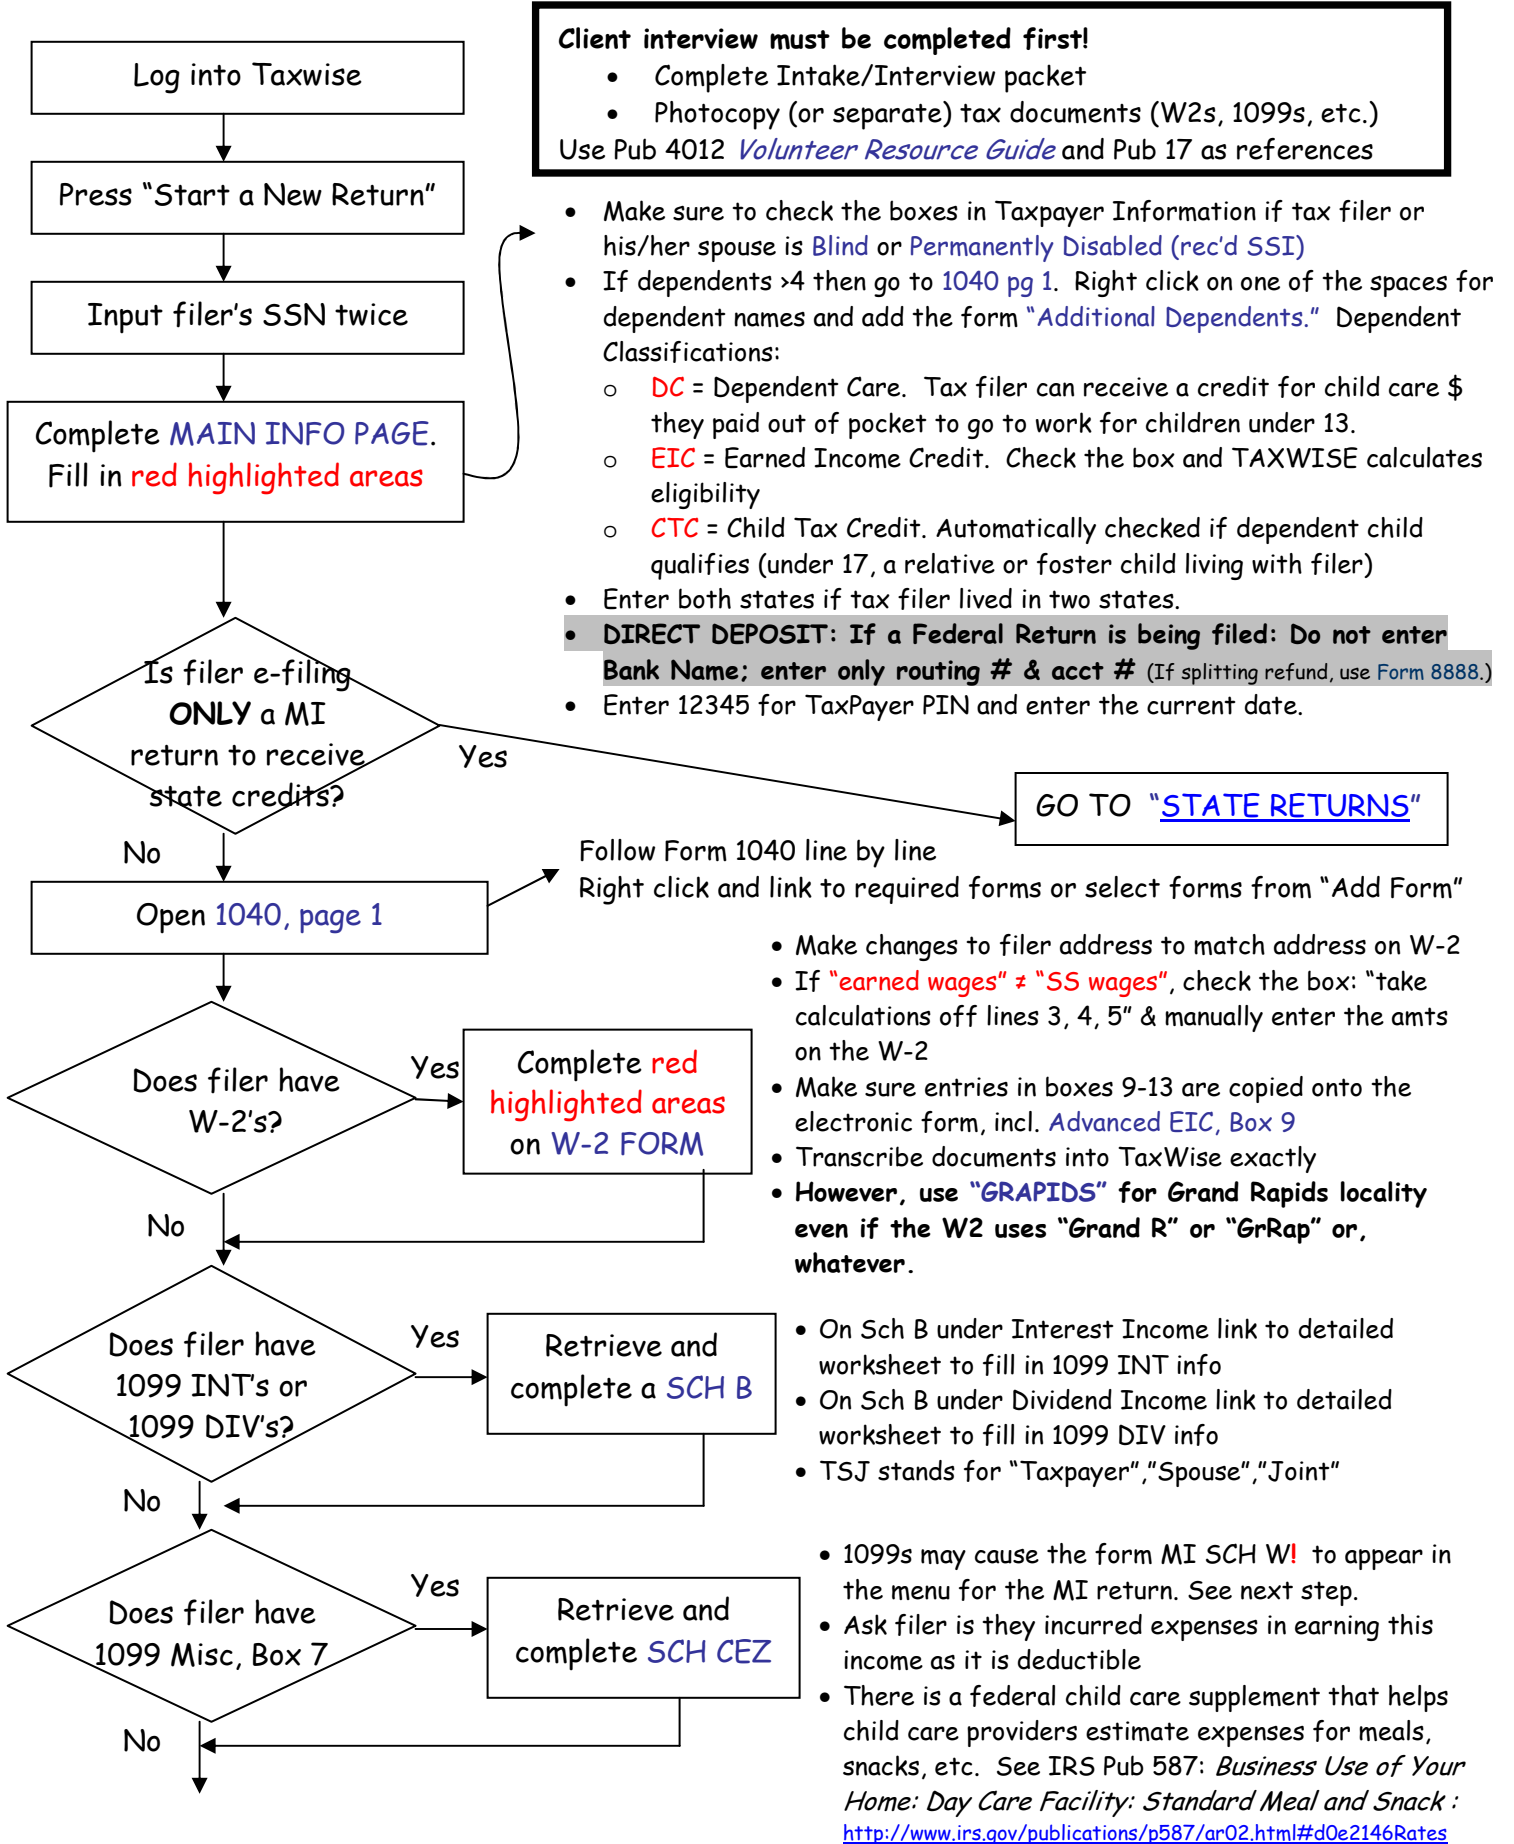 Client interview must be completed first!
• Complete Intake/Interview packet
• Photocopy (or separate) tax documents (W2s, 1099s, etc.)
Use Pub 4012 Volunteer Resource Guide and Pub 17 as references
Log into Taxwise
Press “Start a New Return”
Input filer’s SSN twice
Complete MAIN INFO PAGE.
Fill in red highlighted areas
• Make sure to check the boxes in Taxpayer Information if tax filer or
his/her spouse is Blind or Permanently Disabled (rec’d SSI)
• If dependents >4 then go to 1040 pg 1. Right click on one of the spaces for
dependent names and add the form “Additional Dependents.” Dependent
Classifications:
o DC = Dependent Care. Tax filer can receive a credit for child care $
they paid out of pocket to go to work for children under 13.
o EIC = Earned Income Credit. Check the box and TAXWISE calculates
eligibility
o CTC = Child Tax Credit. Automatically checked if dependent child
qualifies (under 17, a relative or foster child living with filer)
• Enter both states if tax filer lived in two states.
• DIRECT DEPOSIT: If a Federal Return is being filed: Do not enter
Bank Name; enter only routing # & acct # (If splitting refund, use Form 8888.)
• Enter 12345 for TaxPayer PIN and enter the current date.
Is filer e-filing
ONLY a MI
return to receive
state credits?
Yes
GO TO “STATE RETURNS”
No
Open 1040, page 1
Follow Form 1040 line by line
Right click and link to required forms or select forms from “Add Form”
Does filer have
W-2’s?
Yes
Complete red
highlighted areas
on W-2 FORM
No
• Make changes to filer address to match address on W-2
• If “earned wages” ≠ “SS wages”, check the box: “take
calculations off lines 3, 4, 5” & manually enter the amts
on the W-2
• Make sure entries in boxes 9-13 are copied onto the
electronic form, incl. Advanced EIC, Box 9
• Transcribe documents into TaxWise exactly
• However, use “GRAPIDS” for Grand Rapids locality
even if the W2 uses “Grand R” or “GrRap” or,
whatever.
Does filer have
1099 INT’s or
1099 DIV’s?
Yes
Retrieve and
complete a SCH B
No
• On Sch B under Interest Income link to detailed
worksheet to fill in 1099 INT info
• On Sch B under Dividend Income link to detailed
worksheet to fill in 1099 DIV info
• TSJ stands for “Taxpayer”,”Spouse”,”Joint”
Does filer have
1099 Misc, Box 7
Yes
Retrieve and
complete SCH CEZ
No
• 1099s may cause the form MI SCH W! to appear in
the menu for the MI return. See next step.
• Ask filer is they incurred expenses in earning this
income as it is deductible
• There is a federal child care supplement that helps
child care providers estimate expenses for meals,
snacks, etc. See IRS Pub 587: Business Use of Your
Home: Day Care Facility: Standard Meal and Snack :
http://www.irs.gov/publications/p587/ar02.html#d0e2146Rates